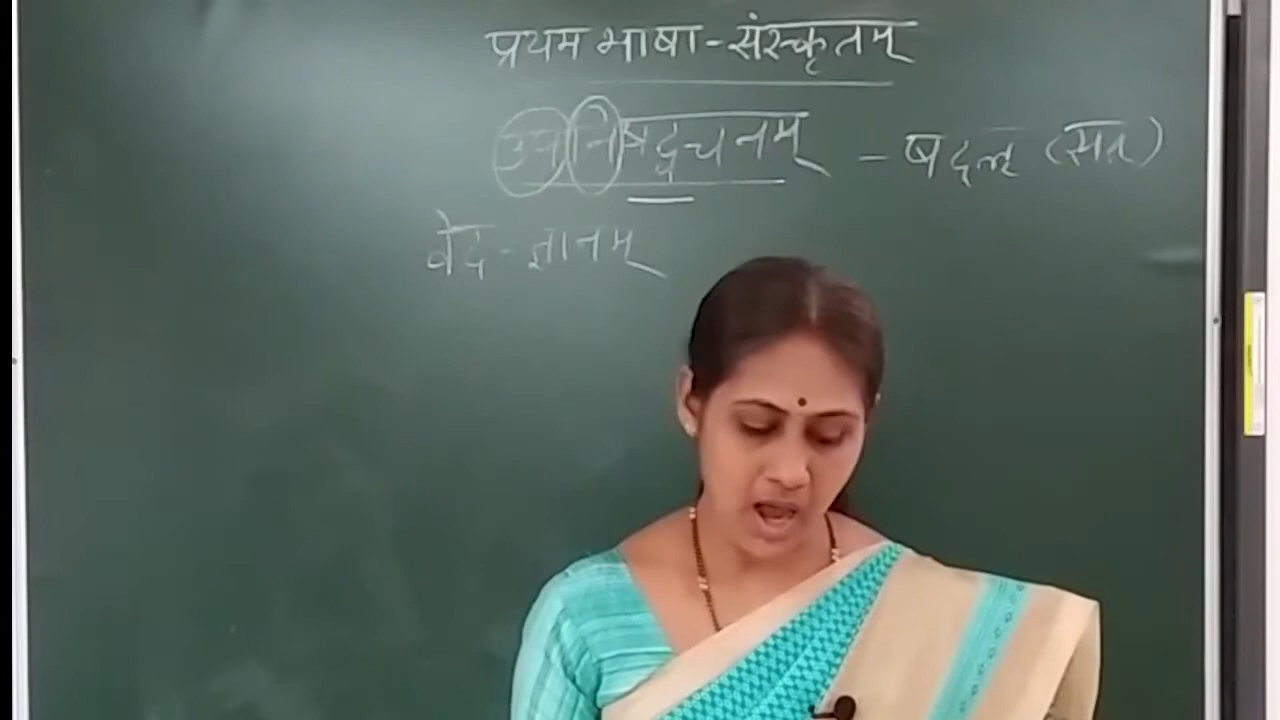 प्रथम भाषा - संस्कृतम्
उपनिषद्वचनम् - षद्लृ (सद्)
वेद - ज्ञानम्